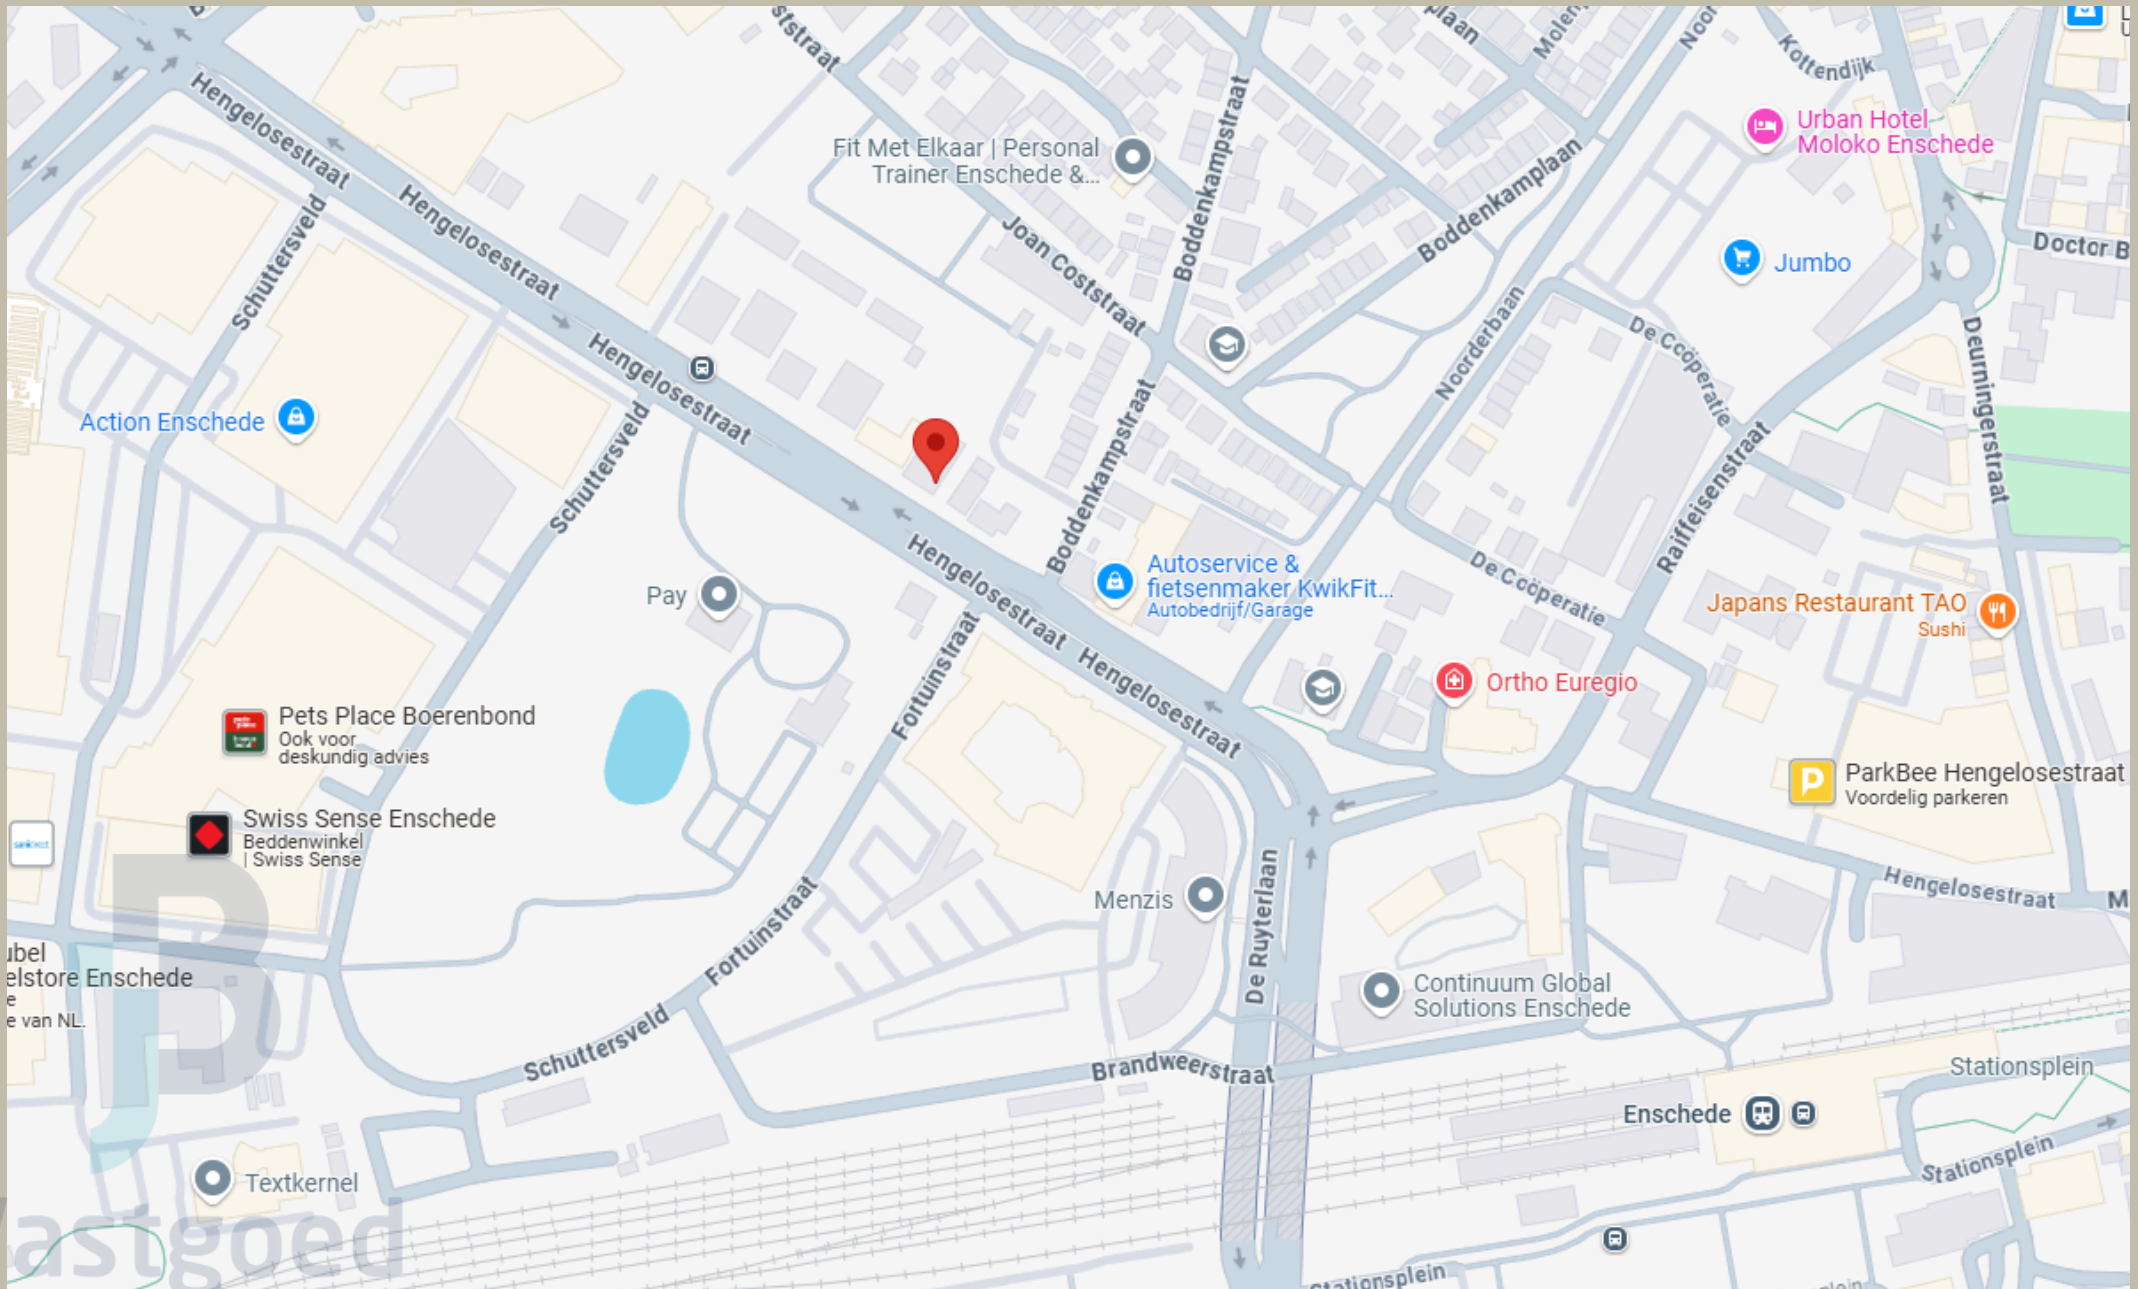 Hengelosestraat
Hengelosestraat
Hengelosestraat
Hengelosestraat
Hengelosestraat
Hengelosestraat
Schuttersveld
Schuttersveld
Schuttersveld
Fit Met Elkaar | Personal
Trainer Enschede &...
Joan Coststraat
Boddenkampstraat
Boddenkampstraat
Boddenkamplaan
Noorderbaan
Kottendijk
Urban Hotel
Moloko Enschede
Jumbo
Doctor B
De Coöperatie
De Coöperatie
Deurningerstraat
Raiffeisenstraat
Action Enschede
Pay
Autoservice &
fietsenmaker KwikFit...
Autobedrijf/Garage
Japans Restaurant TAO
Sushi
Ortho Euregio
Fortuinstraat
Fortuinstraat
Pets Place Boerenbond
Ook voor
deskundig advies
Swiss Sense Enschede
Beddenwinkel
| Swiss Sense
ParkBee Hengelosestraat
Voordelig parkeren
P
Menzis
De Ruyterlaan
Hengelosestraat
Continuum Global
Solutions Enschede
elstore Enschede
e van NL.
Brandweerstraat
Stationsplein
Enschede
Stationsplein
Stationsplein
Textkernel
JB
Vastgoed